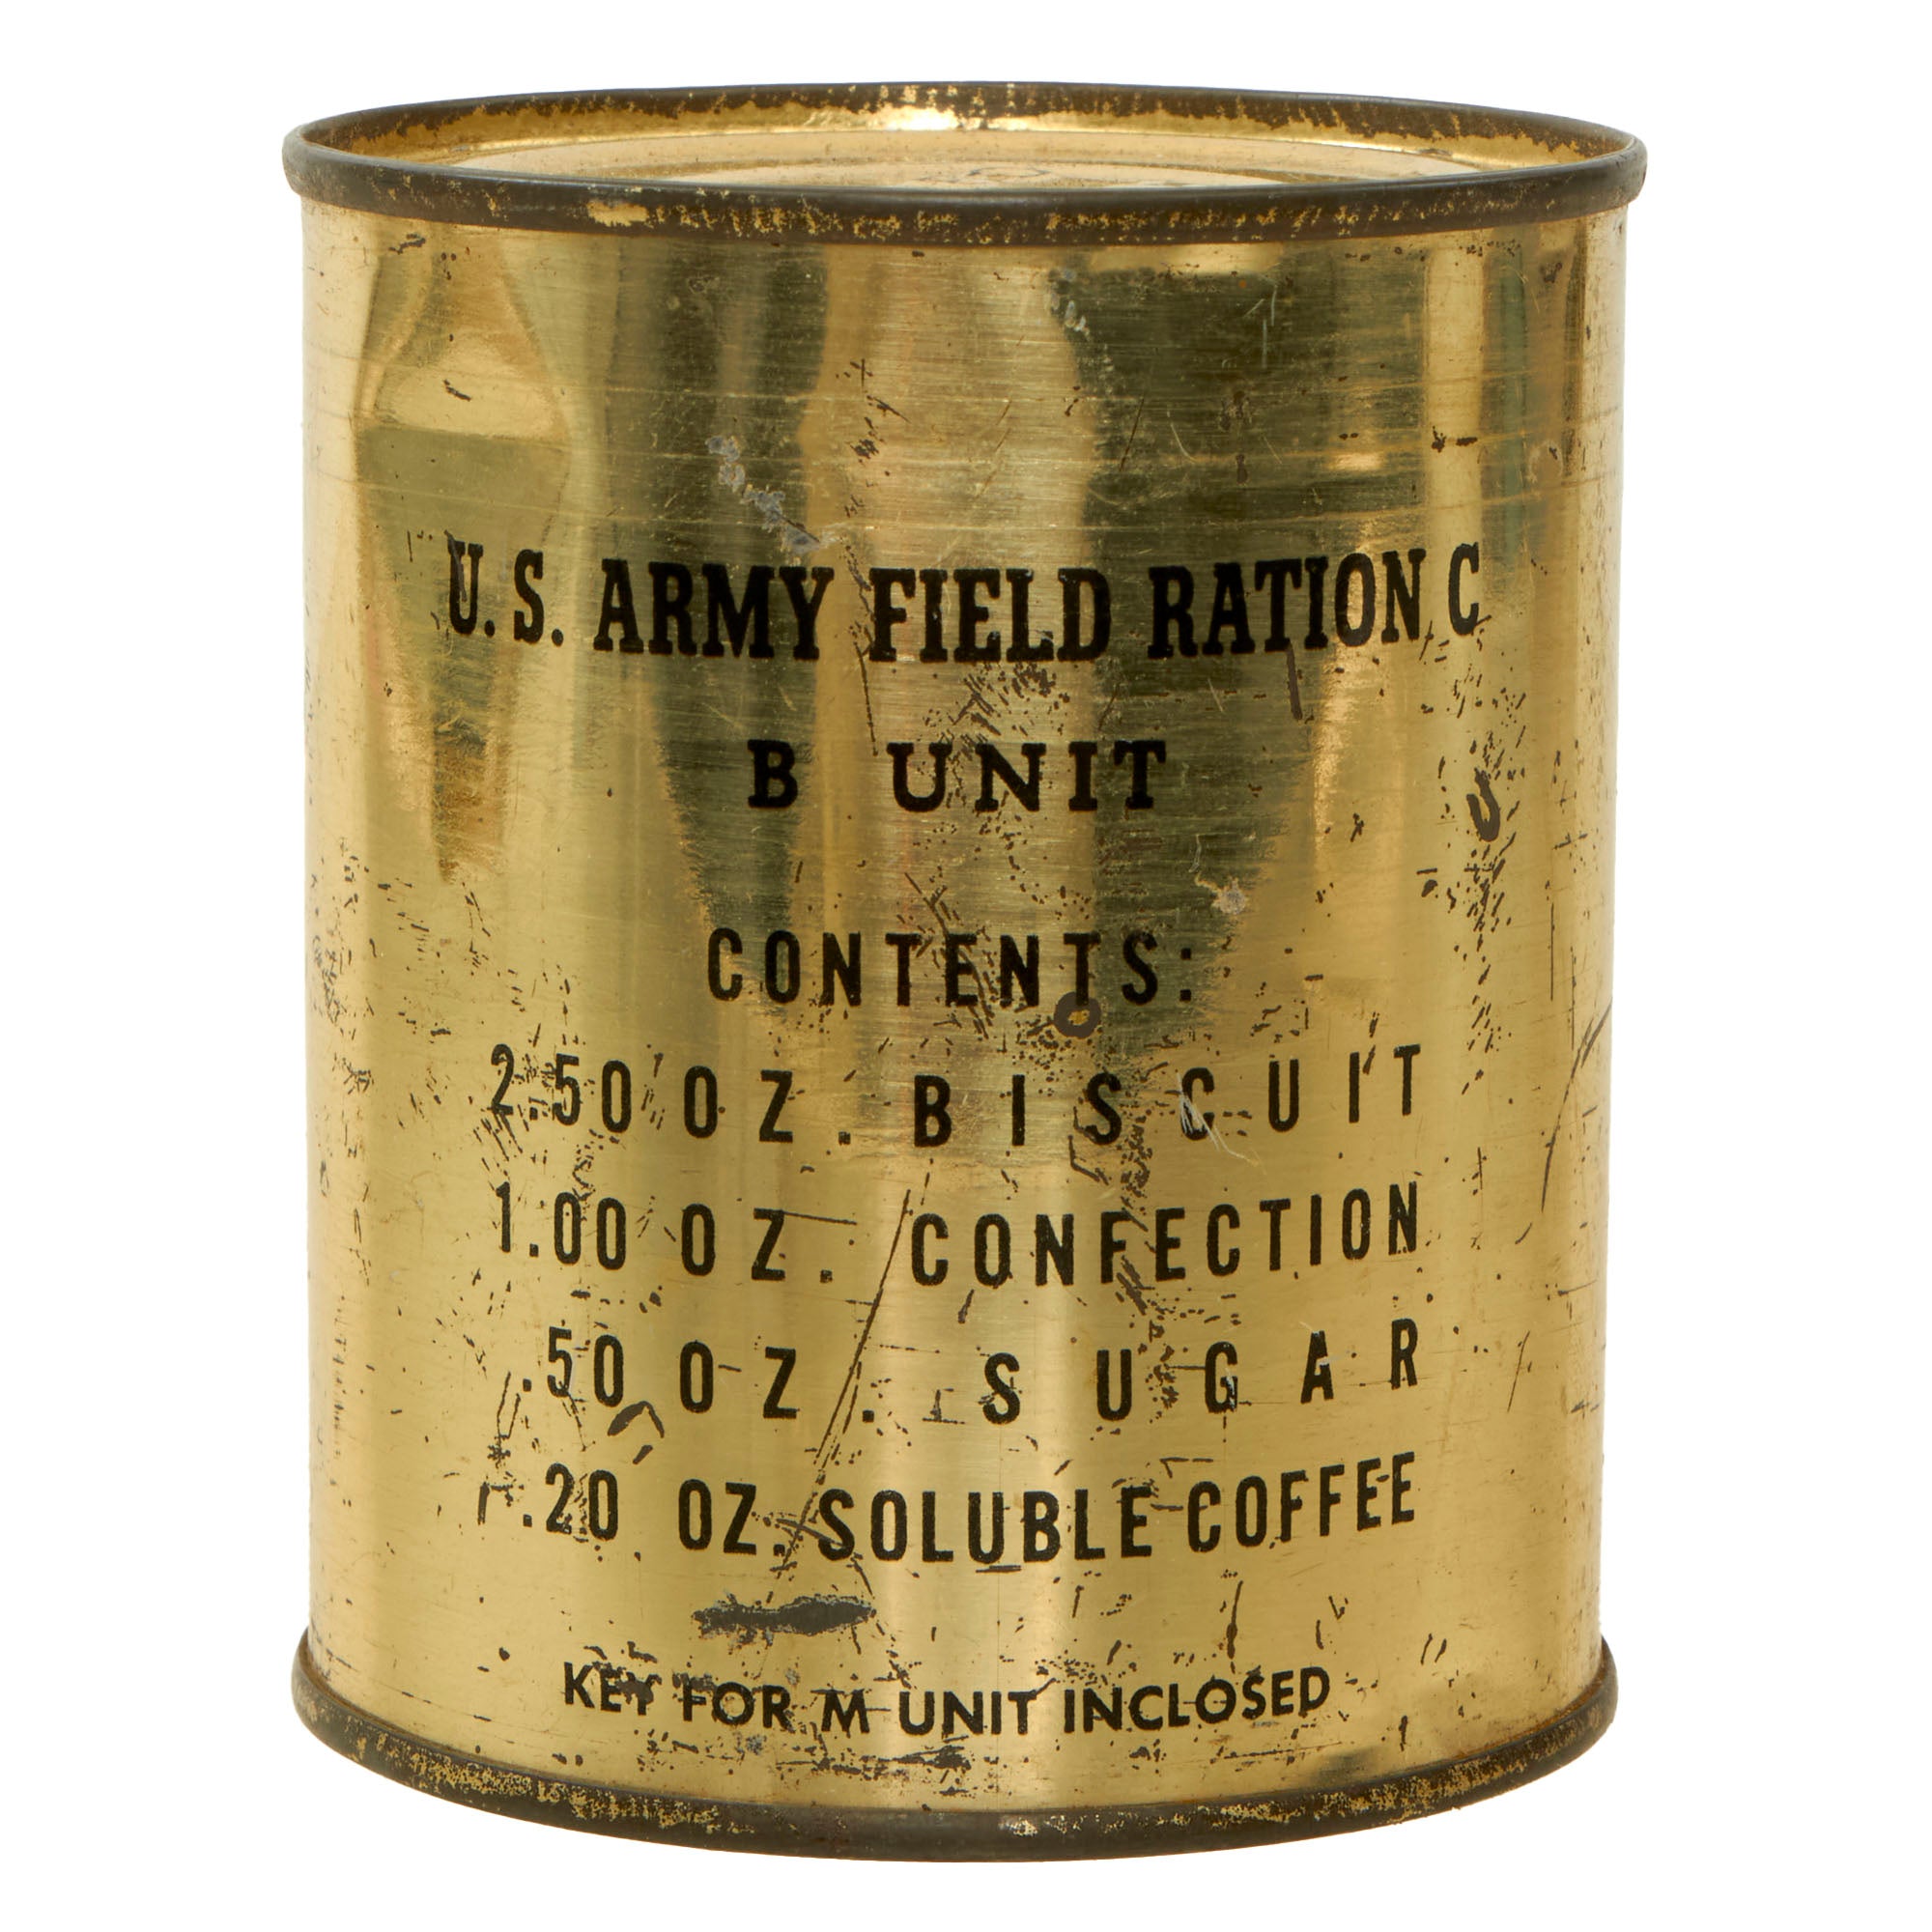 U.S. ARMY FIELD RATION C
B UNIT
CONTENTS:
2.50 OZ. BISCUIT
1.00 OZ. CONFECTION
.50 OZ. SUGAR
.20 OZ. SOLUBLE COFFEE
KEY FOR M UNIT INCLOSED